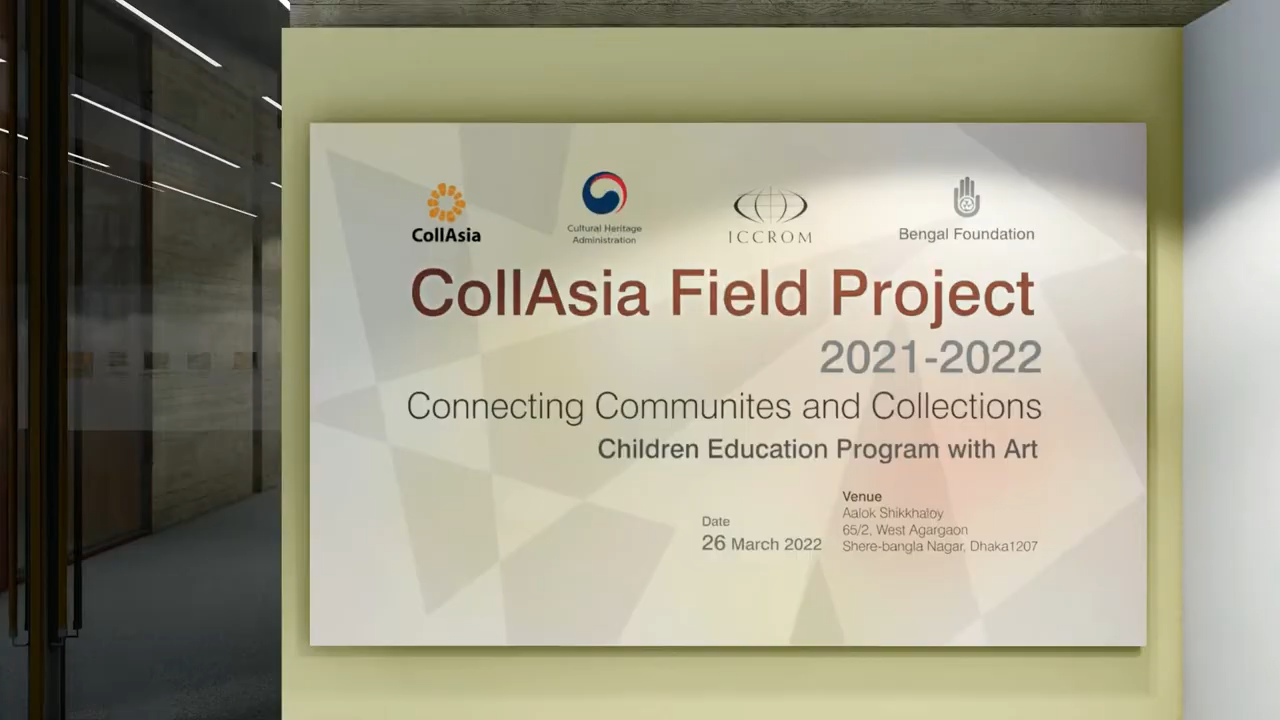 CollAsia
Cultural Heritage
Administration
ICCROM
Bengal Foundation
CollAsia Field Project
2021-2022
Connecting Communites and Collections
Children Education Program with Art
Venue
Aalok Shikkhaloy
65/2, West Agargaon
Shere-bangla Nagar, Dhaka1207
Date
26 March 2022